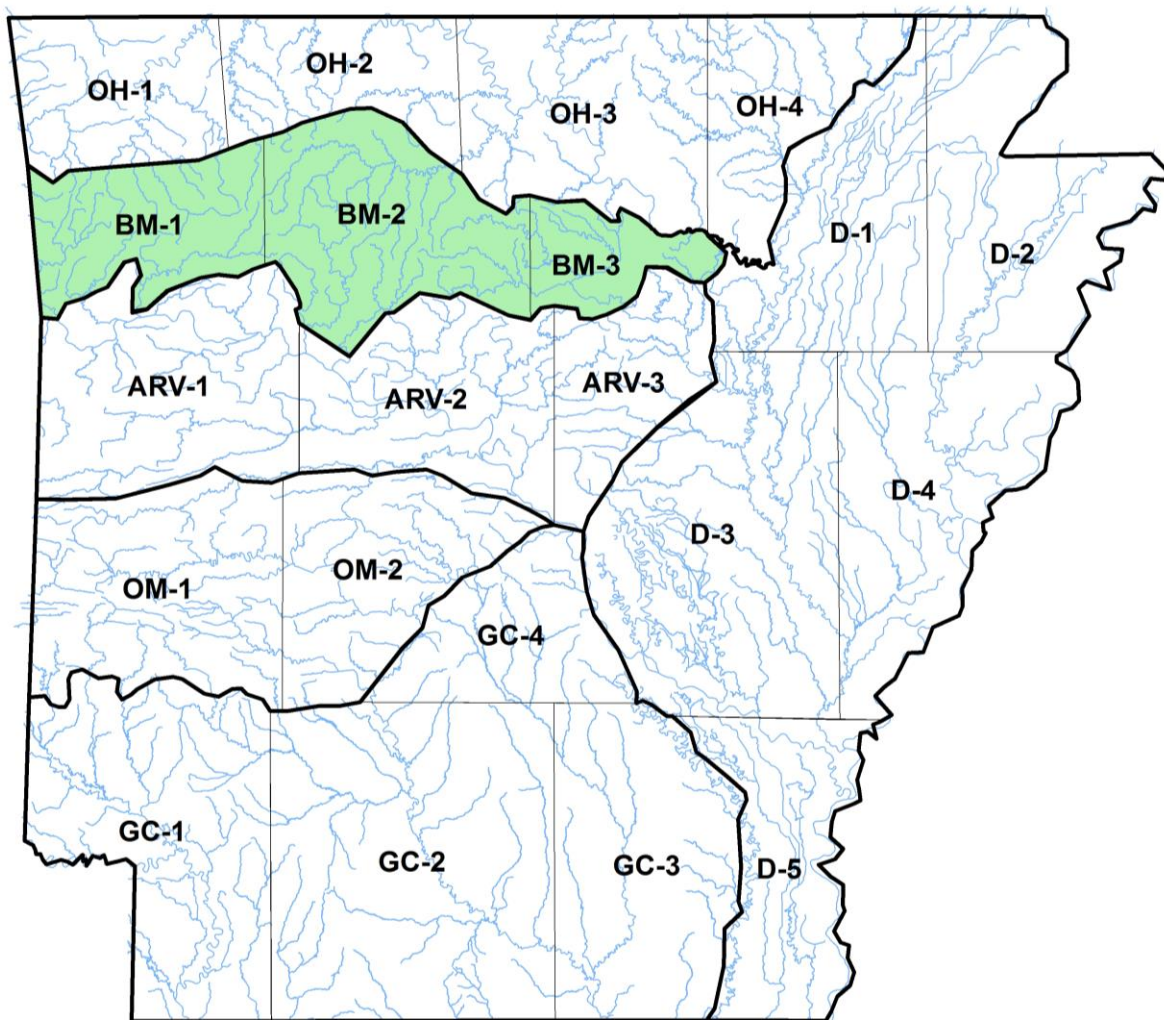 OH-1
OH-2
OH-3
OH-4
BM-1
BM-2
BM-3
D-1
D-2
ARV-1
ARV-2
ARV-3
D-3
D-4
OM-1
OM-2
GC-4
GC-1
GC-2
GC-3
D-5